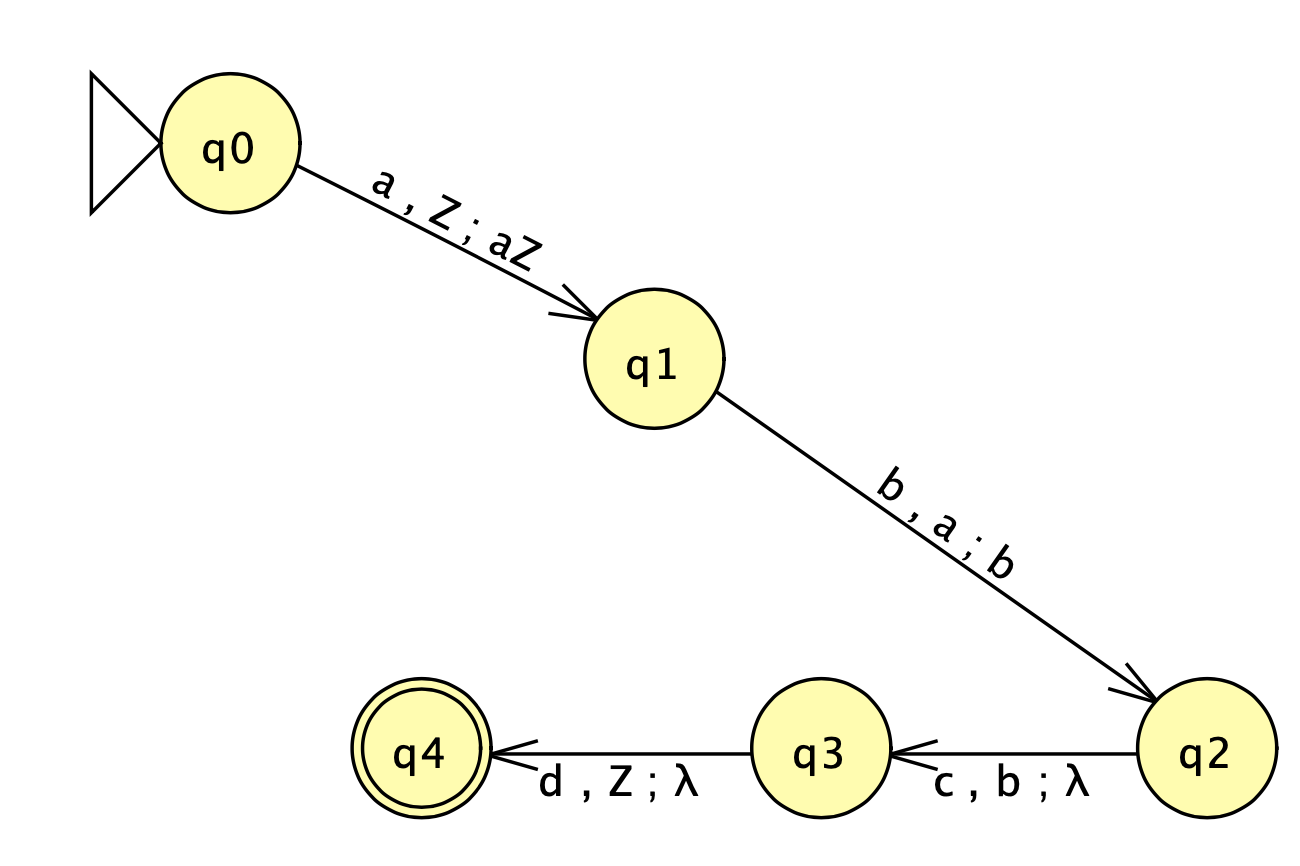 q0
a , Z ; aZ
q1
b , a ; b
q4
d , Z ; λ
q3
c , b ; λ
q2